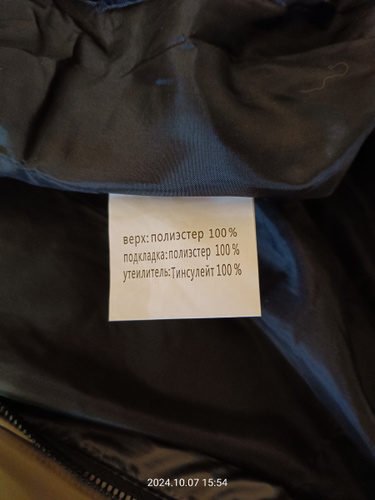 верх: полиэстер 100%
подкладка:полиэстер 100%
утеилитель:Тинсулейт 100%
2024.10.07 15:54